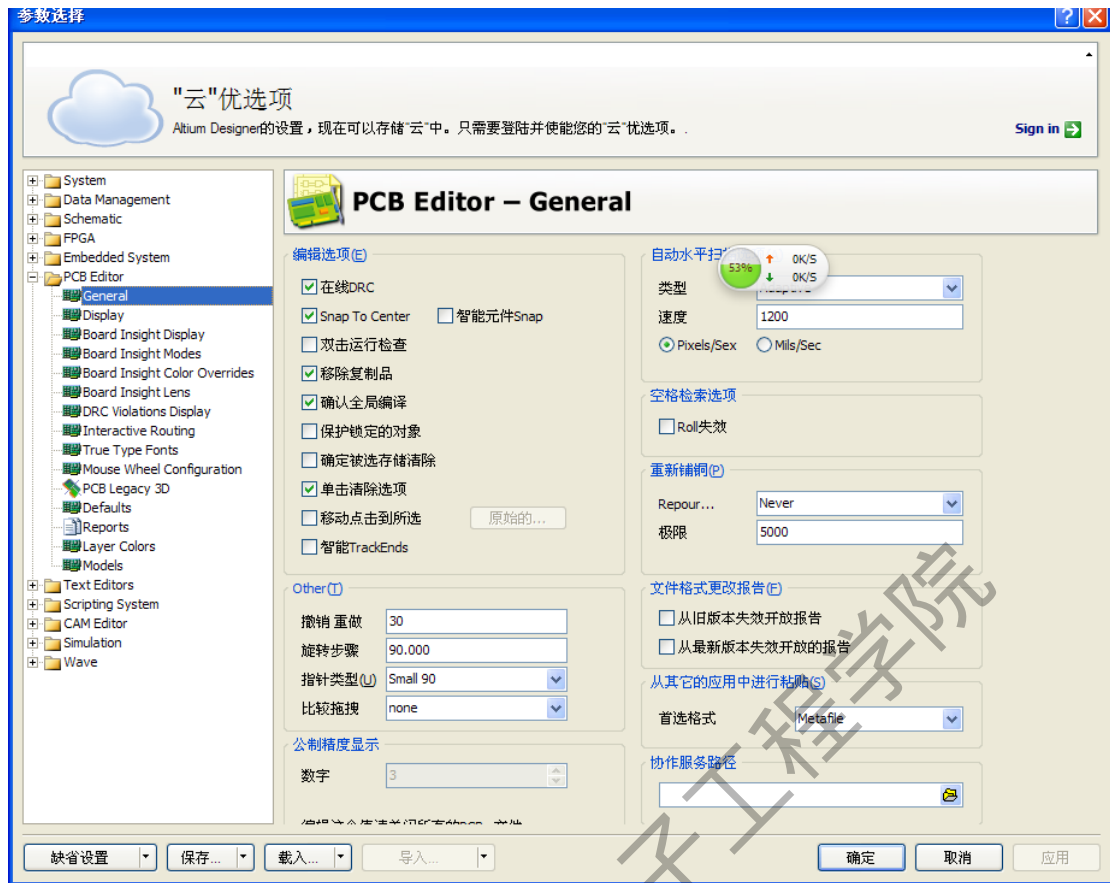 参数选择
"云"优选项
Altium Designer的设置，现在可以存储"云"中。只需要登陆并使能您的"云"优选项。.
Sign in
System
Data Management
Schematic
FPGA
Embedded System
PCB Editor
General
Display
Board Insight Display
Board Insight Modes
Board Insight Color Overrides
Board Insight Lens
DRC Violations Display
Interactive Routing
True Type Fonts
Mouse Wheel Configuration
PCB Legacy 3D
Defaults
Reports
Layer Colors
Models
Text Editors
Scripting System
CAM Editor
Simulation
Wave
PCB Editor – General
编辑选项(E)
在线DRC
Snap To Center 智能元件Snap
双击运行检查
移除复制品
确认全局编译
保护锁定的对象
确定被选存储清除
单击清除选项
移动点击到所选 原始的...
智能TrackEnds
Other(T)
撤销 重做 30
旋转步骤 90.000
指针类型(U) Small 90
比较拖拽 none
公制精度显示
数字 3
自动水平扫
53% 0K/S
0K/S
类型
速度 1200
Pixels/Sex Mils/Sec
空格检索选项
Roll失效
重新铺铜(P)
Repour... Never
极限 5000
文件格式更改报告(F)
从旧版本失效开放报告
从最新版本失效开放的报告
从其它的应用中进行粘贴(S)
首选格式 Metafile
协作服务路径
缺省设置 保存... 载入... 导入... 确定 取消 应用
子工程学院